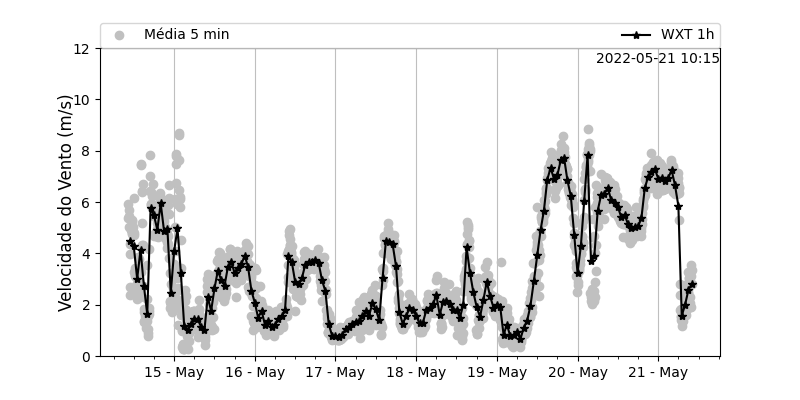 Média 5 min
WXT 1h
2022-05-21 10:15
Velocidade do Vento (m/s)
12
10
8
6
4
2
0
15 - May
16 - May
17 - May
18 - May
19 - May
20 - May
21 - May